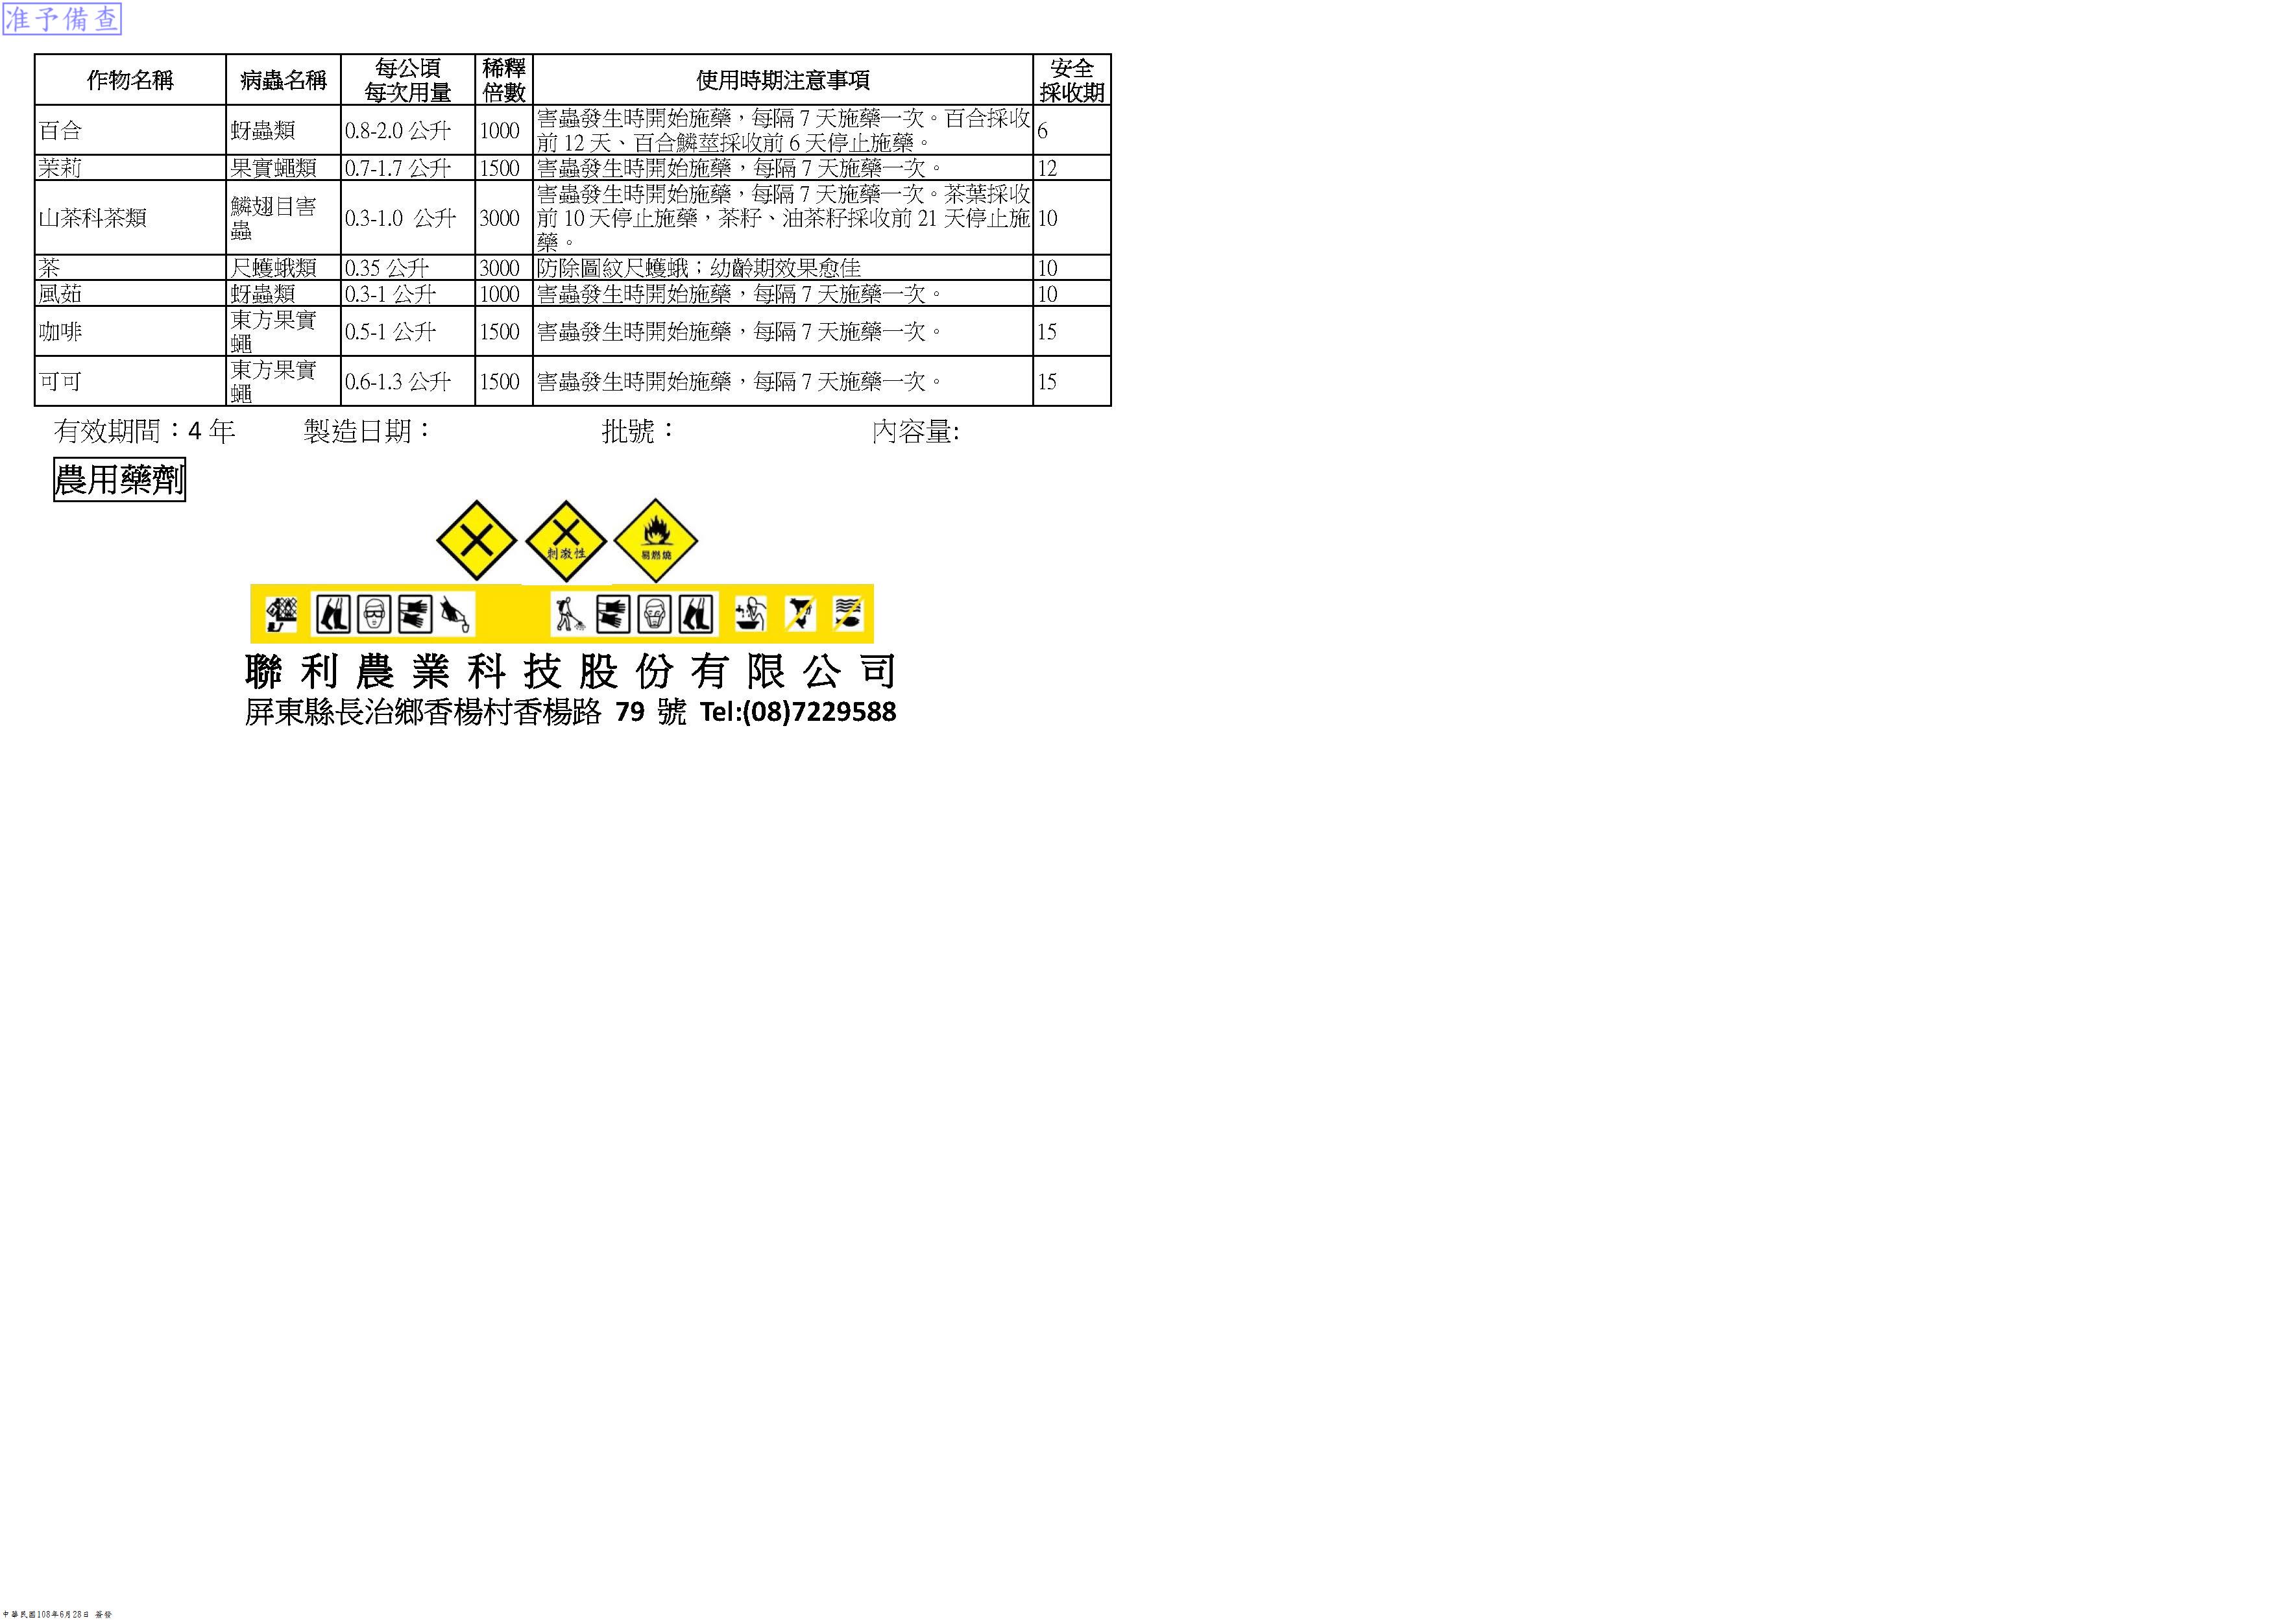 准予備查
作物名稱 病蟲名稱 每公頃每次用量 稀釋倍數 使用時期注意事項 安全採收期
百合 蚜蟲類 0.8-2.0 公升 1000 害蟲發生時開始施藥，每隔 7 天施藥一次。百合採收前 12 天、百合鱗莖採收前 6 天停止施藥。 6
茉莉 果實蠅類 0.7-1.7 公升 1500 害蟲發生時開始施藥，每隔 7 天施藥一次。 12
山茶科茶類 鱗翅目害蟲 0.3-1.0 公升 3000 害蟲發生時開始施藥，每隔 7 天施藥一次。茶葉採收前 10 天停止施藥，茶籽、油茶籽採收前 21 天停止施藥。 10
茶 尺蠖蛾類 0.35 公升 3000 防除圖紋尺蠖蛾；幼齡期效果愈佳 10
風茹 蚜蟲類 0.3-1 公升 1000 害蟲發生時開始施藥，每隔 7 天施藥一次。 10
咖啡 東方果實蠅 0.5-1 公升 1500 害蟲發生時開始施藥，每隔 7 天施藥一次。 15
可可 東方果實蠅 0.6-1.3 公升 1500 害蟲發生時開始施藥，每隔 7 天施藥一次。 15
有效期間：4 年 製造日期： 批號： 內容量:
農用藥劑
刺激性 易燃燒
聯利農業科技股份有限公司
屏東縣長治鄉香楊村香楊路 79 號 Tel:(08)7229588
中華民國108年6月28日 簽發